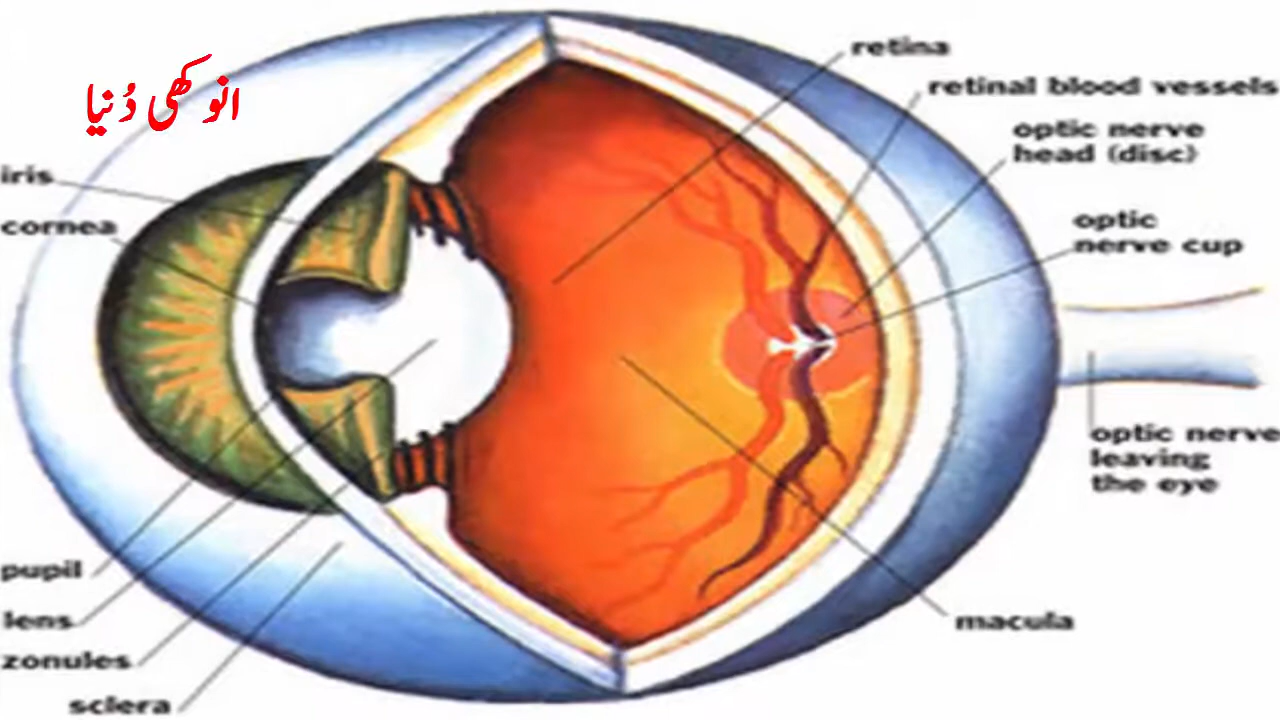 انوکھی دُنیا
retina
retinal blood vessels
optic nerve
head (disc)
optic
nerve cup
optic nerve
leaving
the eye
macula
iris
cornea
pupil
lens
zonules
sclera